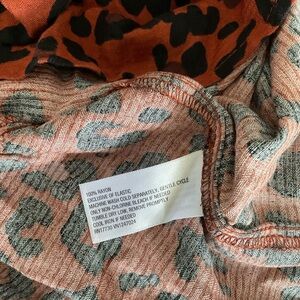 100% RAYON
EXCLUSIVE OF ELASTIC
MACHINE WASH COLD SEPARATELY, GENTLE CYCLE
ONLY NON-CHLORINE BLEACH IF NEEDED
TUMBLE DRY LOW, REMOVE PROMPTLY
COOL IRON IF NEEDED